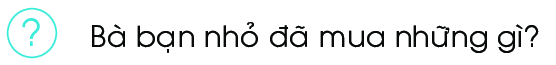 ? Bà bạn nhỏ đã mua những gì?